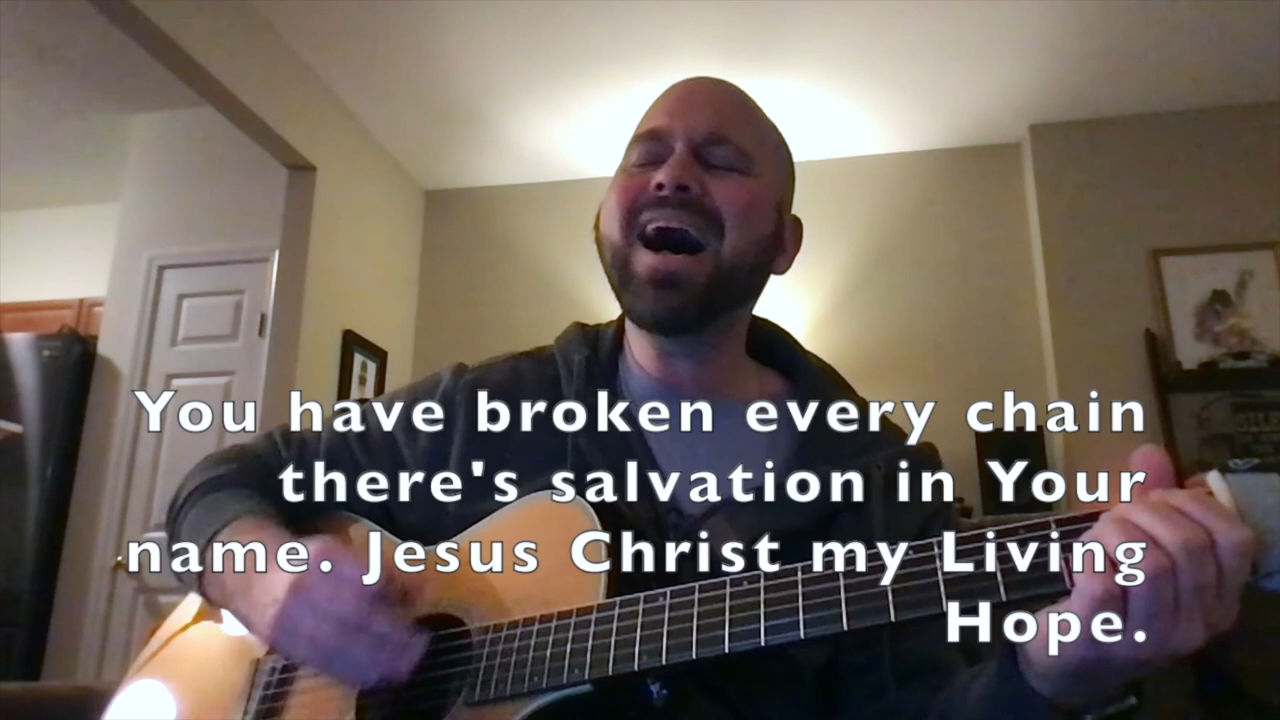 You have broken every chain
there's salvation in Your
name. Jesus Christ my Living
Hope.